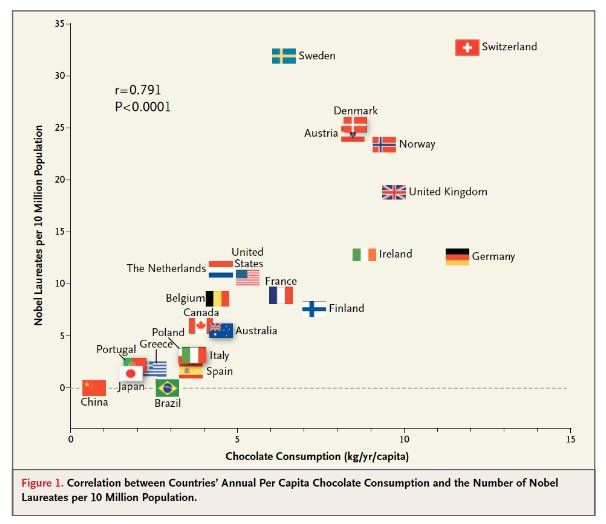 35
30
25
20
15
10
5
0
Nobel Laureates per 10 Million Population
r=0.791
P<0.0001
Switzerland
Sweden
Denmark
Austria
Norway
United Kingdom
Ireland
Germany
United
States
The Netherlands
France
Belgium
Finland
Canada
Australia
Poland
Greece
Portugal
Italy
Spain
Japan
China
Brazil
0
5
10
15
Chocolate Consumption (kg/yr/capita)
Figure 1. Correlation between Countries' Annual Per Capita Chocolate Consumption and the Number of Nobel
Laureates per 10 Million Population.